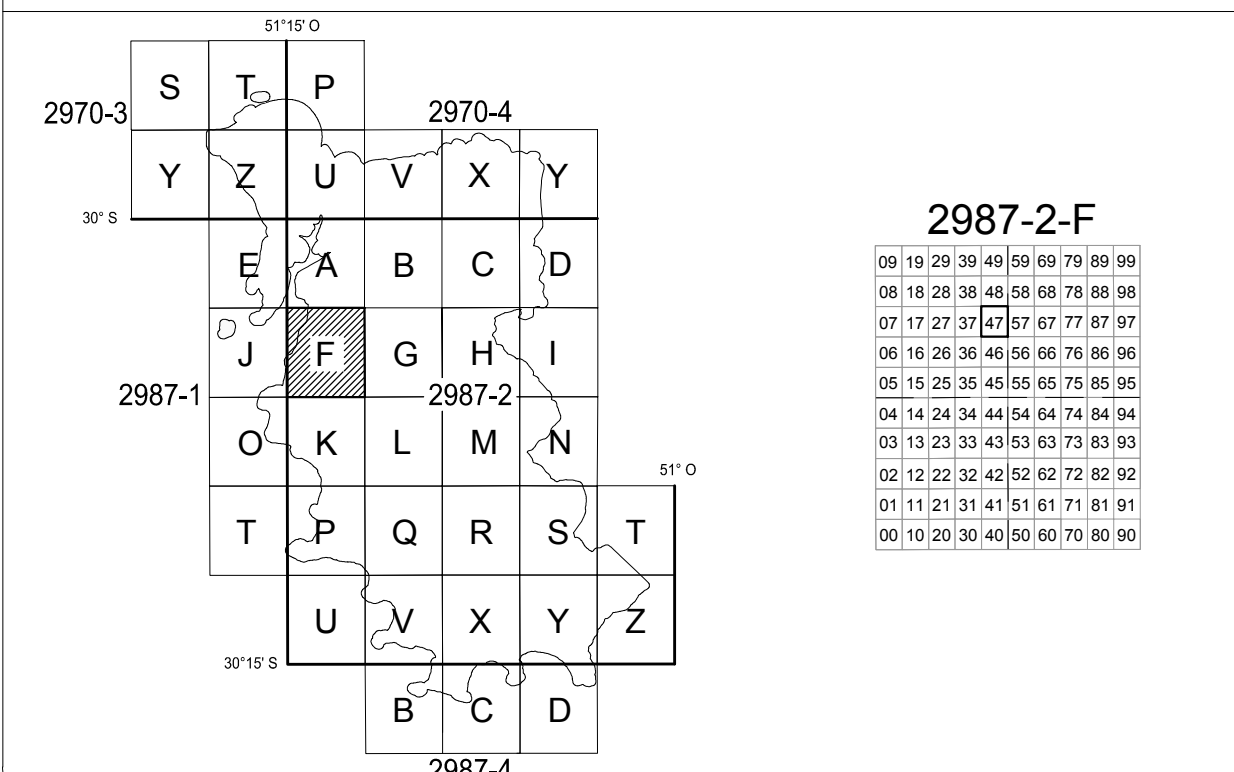 51°15' O
S T P
2970-3
2970-4
Y Z U V X Y
30° S
E A B C D
J F G H I
2987-1
2987-2
O K L M N
51° O
T P Q R S T
U V X Y Z
30°15' S
B C D
2987-4
2987-2-F
09 19 29 39 49 59 69 79 89 99
08 18 28 38 48 58 68 78 88 98
07 17 27 37 47 57 67 77 87 97
06 16 26 36 46 56 66 76 86 96
05 15 25 35 45 55 65 75 85 95
04 14 24 34 44 54 64 74 84 94
03 13 23 33 43 53 63 73 83 93
02 12 22 32 42 52 62 72 82 92
01 11 21 31 41 51 61 71 81 91
00 10 20 30 40 50 60 70 80 90